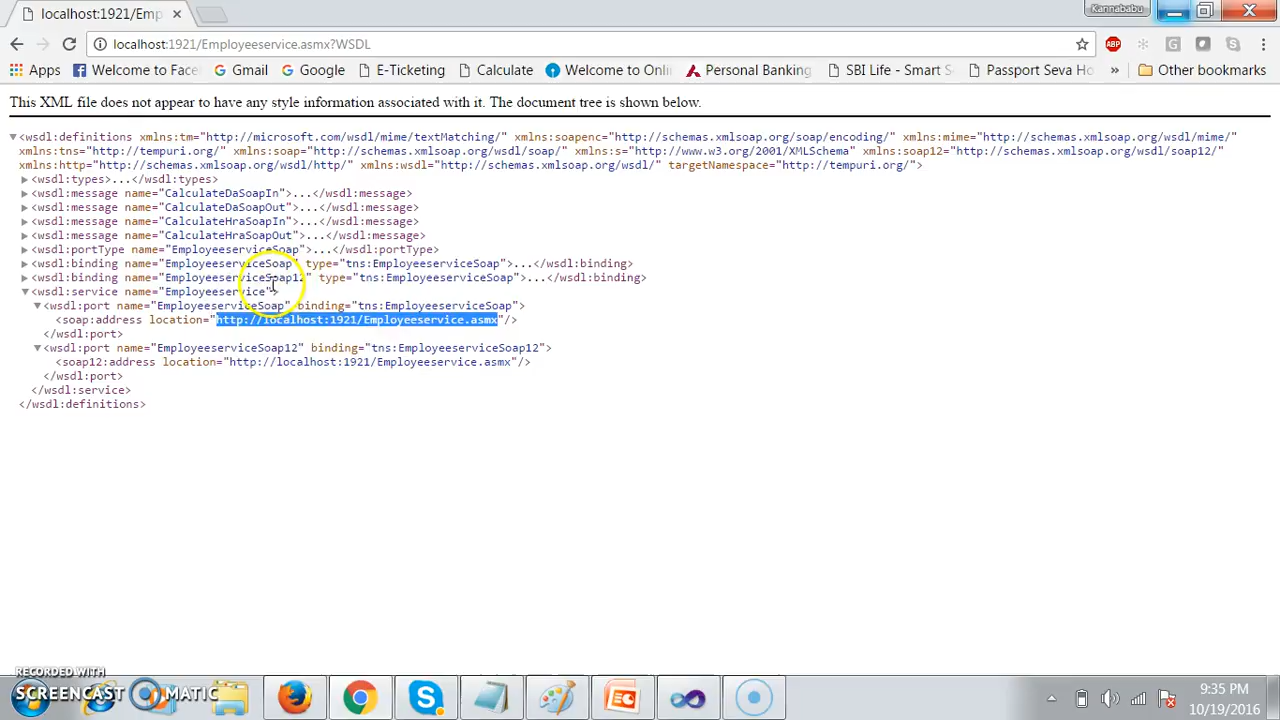 localhost:1921/Emp
Kannababu
localhost:1921/Employeeservice.asmx?WSDL
Apps Welcome to Face Gmail Google E-Ticketing Calculate Welcome to Onli Personal Banking SBI Life - Smart S Passport Seva Ho » Other bookmarks
This XML file does not appear to have any style information associated with it. The document tree is shown below.
<wsdl:definitions xmlns:tm="http://microsoft.com/wsdl/mime/textMatching/" xmlns:soapenc="http://schemas.xmlsoap.org/soap/encoding/" xmlns:mime="http://schemas.xmlsoap.org/wsdl/mime/"
xmlns:tns="http://tempuri.org/" xmlns:soap="http://schemas.xmlsoap.org/wsdl/soap/" xmlns:s="http://www.w3.org/2001/XMLSchema" xmlns:soap12="http://schemas.xmlsoap.org/wsdl/soap12/"
xmlns:http="http://schemas.xmlsoap.org/wsdl/http/" xmlns:wsdl="http://schemas.xmlsoap.org/wsdl/" targetNamespace="http://tempuri.org/">
<wsdl:types>...</wsdl:types>
<wsdl:message name="CalculateDaSoapIn">...</wsdl:message>
<wsdl:message name="CalculateDaSoapOut">...</wsdl:message>
<wsdl:message name="CalculateHraSoapIn">...</wsdl:message>
<wsdl:message name="CalculateHraSoapOut">...</wsdl:message>
<wsdl:portType name="EmployeeserviceSoap">...</wsdl:portType>
<wsdl:binding name="EmployeeserviceSoap" type="tns:EmployeeserviceSoap">...</wsdl:binding>
<wsdl:binding name="EmployeeserviceSoap12" type="tns:EmployeeserviceSoap12">...</wsdl:binding>
<wsdl:service name="Employeeservice">
<wsdl:port name="EmployeeserviceSoap" binding="tns:EmployeeserviceSoap">
<soap:address location="http://localhost:1921/Employeeservice.asmx"/>
</wsdl:port>
<wsdl:port name="EmployeeserviceSoap12" binding="tns:EmployeeserviceSoap12">
<soap12:address location="http://localhost:1921/Employeeservice.asmx"/>
</wsdl:port>
</wsdl:service>
</wsdl:definitions>
RECORDED WITH
SCREENCAST MATIC
9:35 PM
10/19/2016